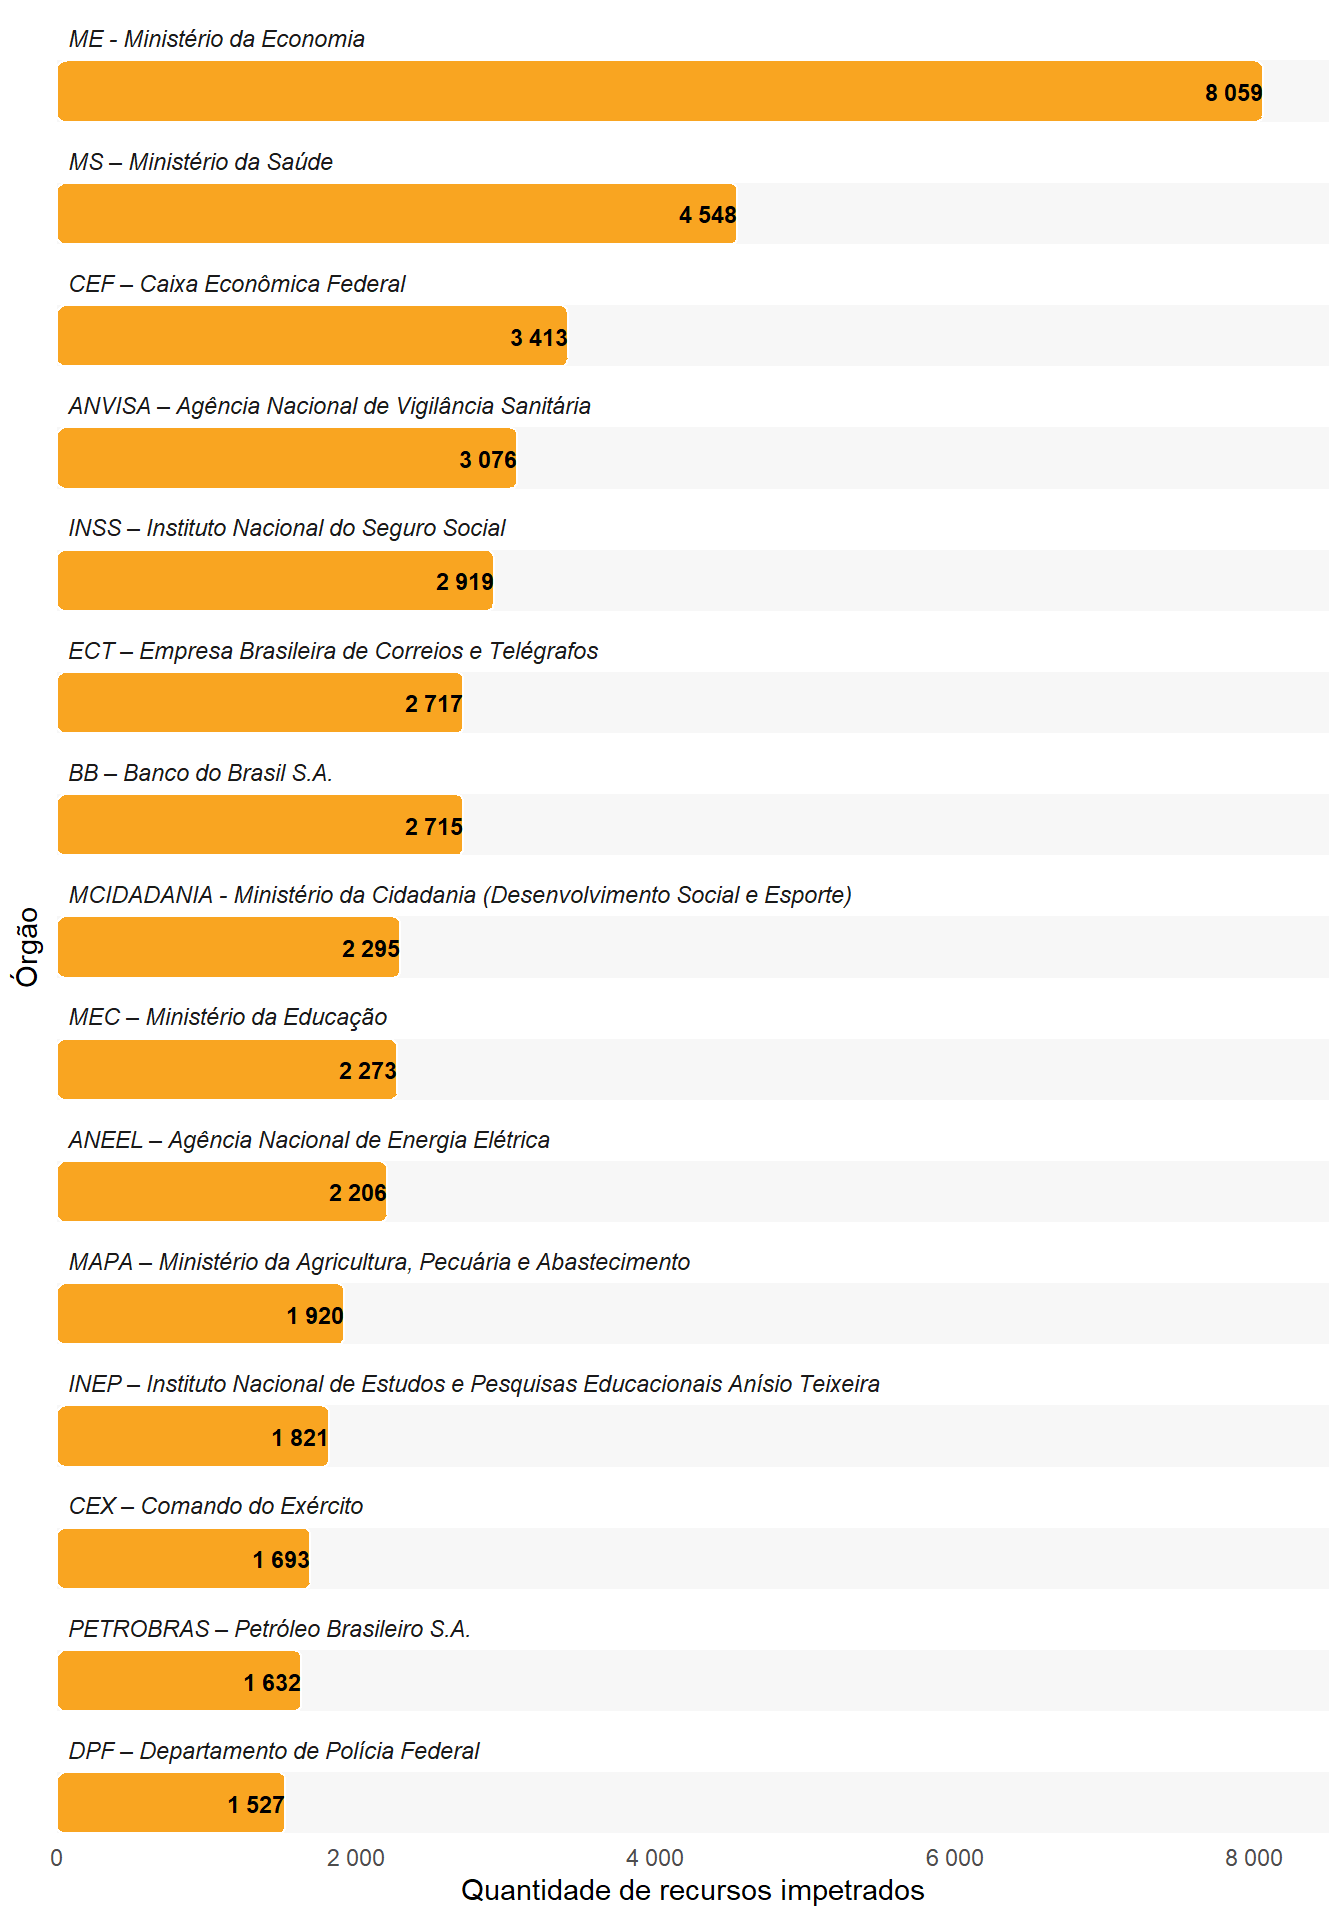 ME - Ministério da Economia
8 059
MS – Ministério da Saúde
4 548
CEF – Caixa Econômica Federal
3 413
ANVISA – Agência Nacional de Vigilância Sanitária
3 076
INSS – Instituto Nacional do Seguro Social
2 919
ECT – Empresa Brasileira de Correios e Telégrafos
2 717
BB – Banco do Brasil S.A.
2 715
MCIDADANIA - Ministério da Cidadania (Desenvolvimento Social e Esporte)
2 295
MEC – Ministério da Educação
2 273
ANEEL – Agência Nacional de Energia Elétrica
2 206
MAPA – Ministério da Agricultura, Pecuária e Abastecimento
1 920
INEP – Instituto Nacional de Estudos e Pesquisas Educacionais Anísio Teixeira
1 821
CEX – Comando do Exército
1 693
PETROBRAS – Petróleo Brasileiro S.A.
1 632
DPF – Departamento de Polícia Federal
1 527
Órgão
0 2 000 4 000 6 000 8 000
Quantidade de recursos impetrados